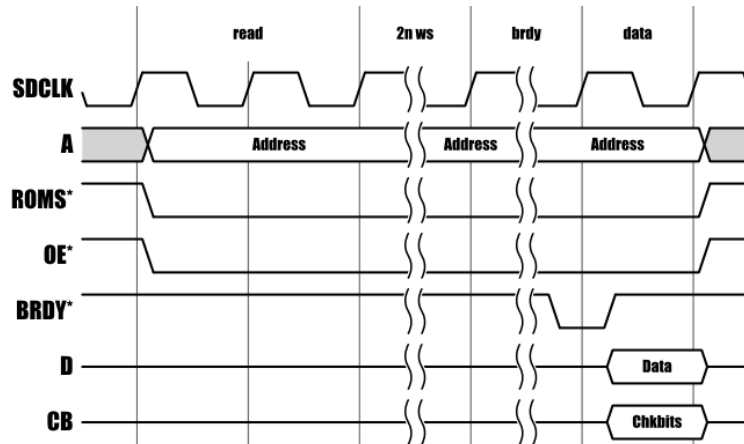 read 2n ws brdy data
SDCLK
A Address Address Address
ROMS*
OE*
BRDY*
D Data
CB Chkbits